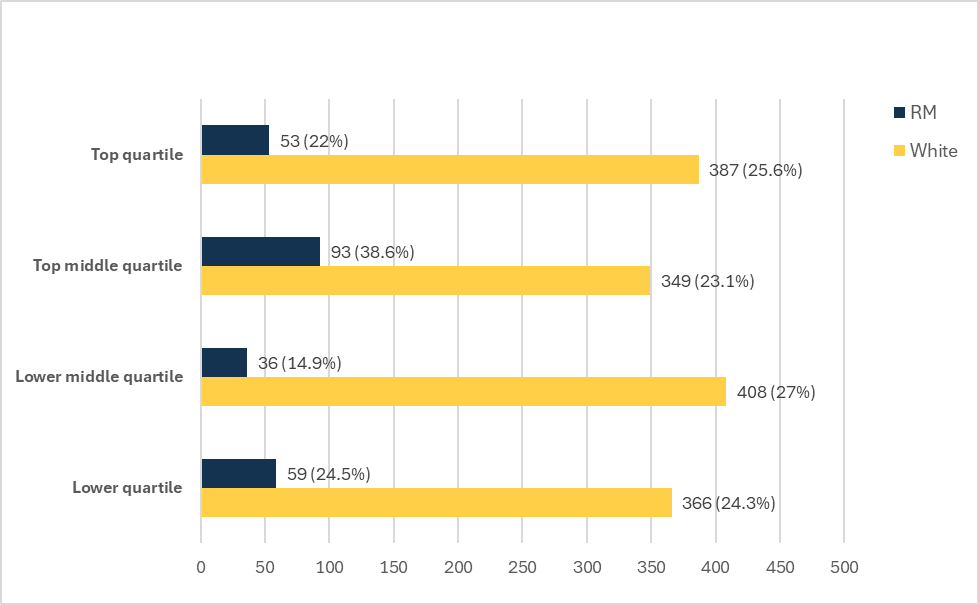 RM
White
Top quartile
53 (22%)
387 (25.6%)
Top middle quartile
93 (38.6%)
349 (23.1%)
Lower middle quartile
36 (14.9%)
408 (27%)
Lower quartile
59 (24.5%)
366 (24.3%)
0 50 100 150 200 250 300 350 400 450 500